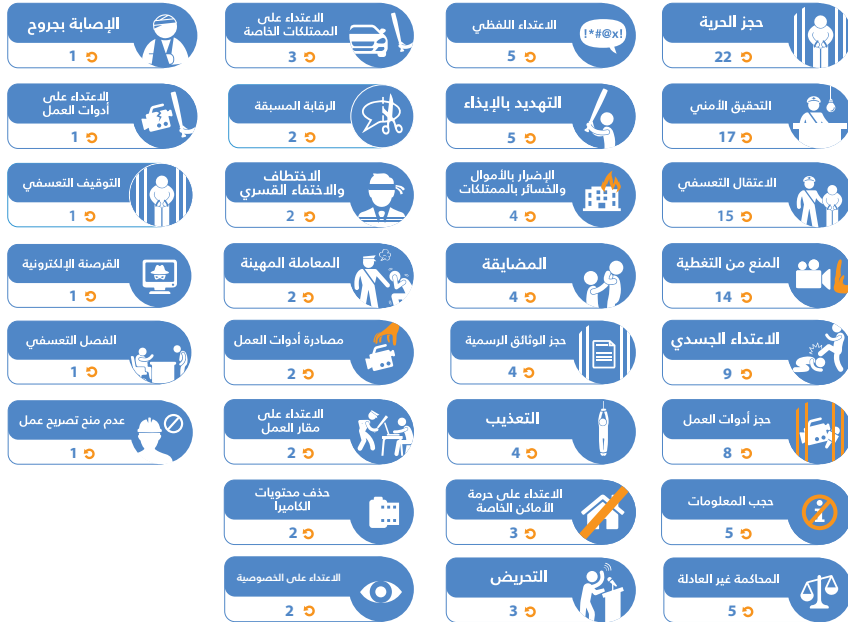 حجز الحرية
22
التحقيق الأمني
17
الاعتقال التعسفي
15
المنع من التغطية
14
الاعتداء الجسدي
9
حجز أدوات العمل
8
حجب المعلومات
5
المحاكمة غير العادلة
5
الاعتداء اللفظي
!*#@x!
5
التهديد بالإيذاء
5
الإضرار بالأموال
والخسائر بالممتلكات
4
المضايقة
4
حجز الوثائق الرسمية
4
التعذيب
4
الاعتداء على حرمة
الأماكن الخاصة
3
التحريض
3
الاعتداء على
الممتلكات الخاصة
3
الرقابة المسبقة
2
الاختطاف
والاختفاء القسري
2
المعاملة المهينة
2
مصادرة أدوات العمل
2
الاعتداء على
مقار العمل
2
حذف محتويات
الكاميرا
2
الاعتداء على الخصوصية
2
الإصابة بجروح
1
الاعتداء على
أدوات العمل
1
التوقيف التعسفي
1
القرصنة الإلكترونية
1
الفصل التعسفي
1
عدم منح تصريح عمل
1